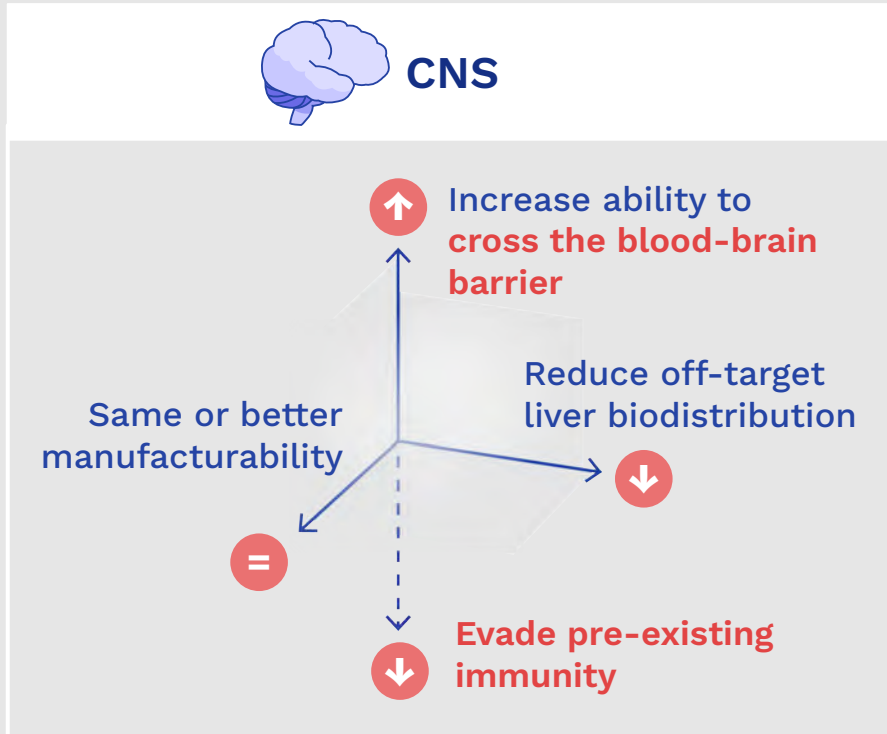 CNS
Increase ability to
cross the blood-brain
barrier
Reduce off-target
liver biodistribution
Same or better
manufacturability
=
Evade pre-existing
immunity